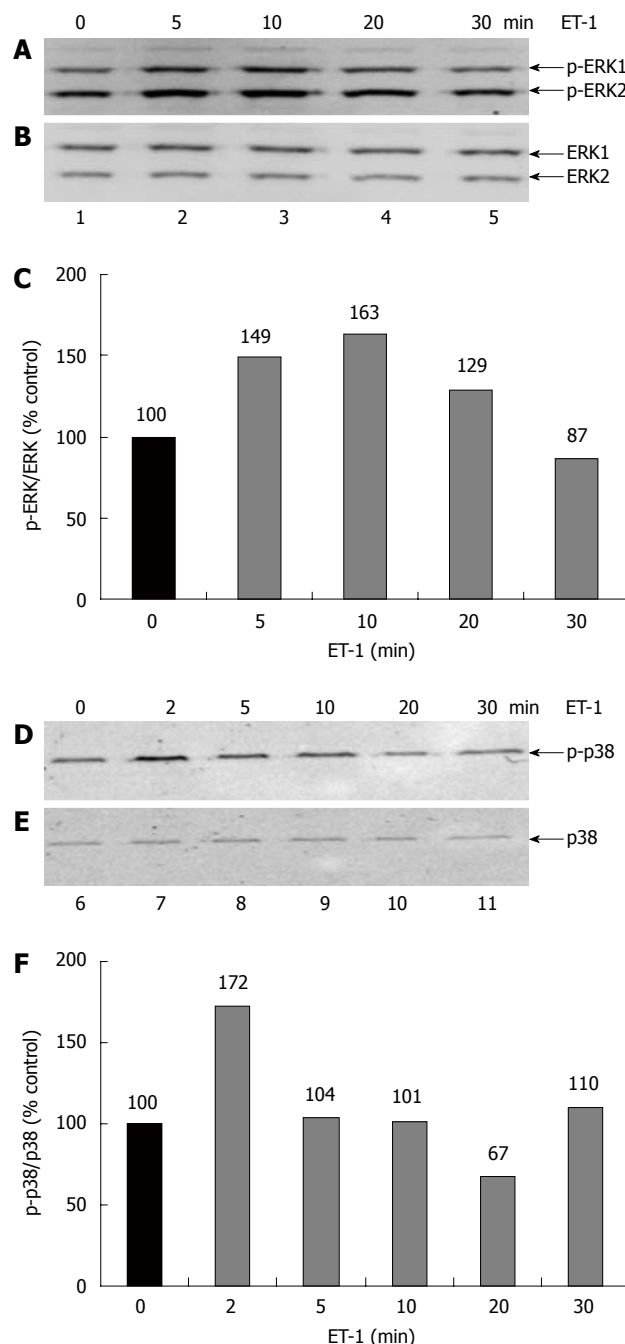 0 5 10 20 30 min ET-1
A
p-ERK1
p-ERK2
B
ERK1
ERK2
1 2 3 4 5
C
200
150
100
50
0
p-ERK/ERK (% control)
100
149
163
129
87
0 5 10 20 30
ET-1 (min)
0 2 5 10 20 30 min ET-1
D
p-p38
E
p38
6 7 8 9 10 11
F
200
150
100
50
0
p-p38/p38 (% control)
100
172
104
101
67
110
0 2 5 10 20 30
ET-1 (min)